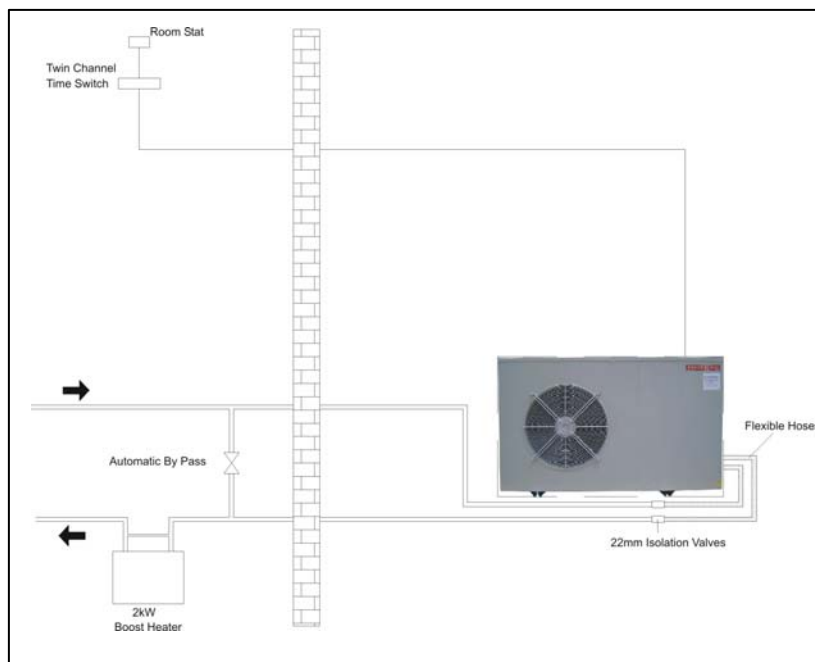 Room Stat
Twin Channel
Time Switch
Flexible Hose
Automatic By Pass
22mm Isolation Valves
2kW
Boost Heater